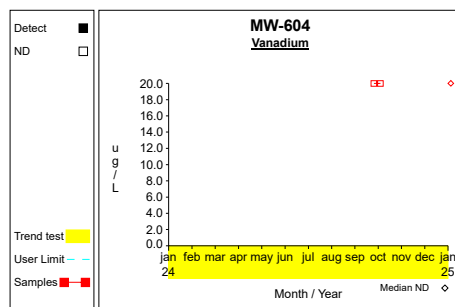 Detect
ND
Trend test
User Limit
Samples
MW-604
Vanadium
ug/L
20.0
18.0
16.0
14.0
12.0
10.0
8.0
6.0
4.0
2.0
0.0
jan feb mar apr may jun jul aug sep oct nov dec jan
24 25
Month / Year
Median ND